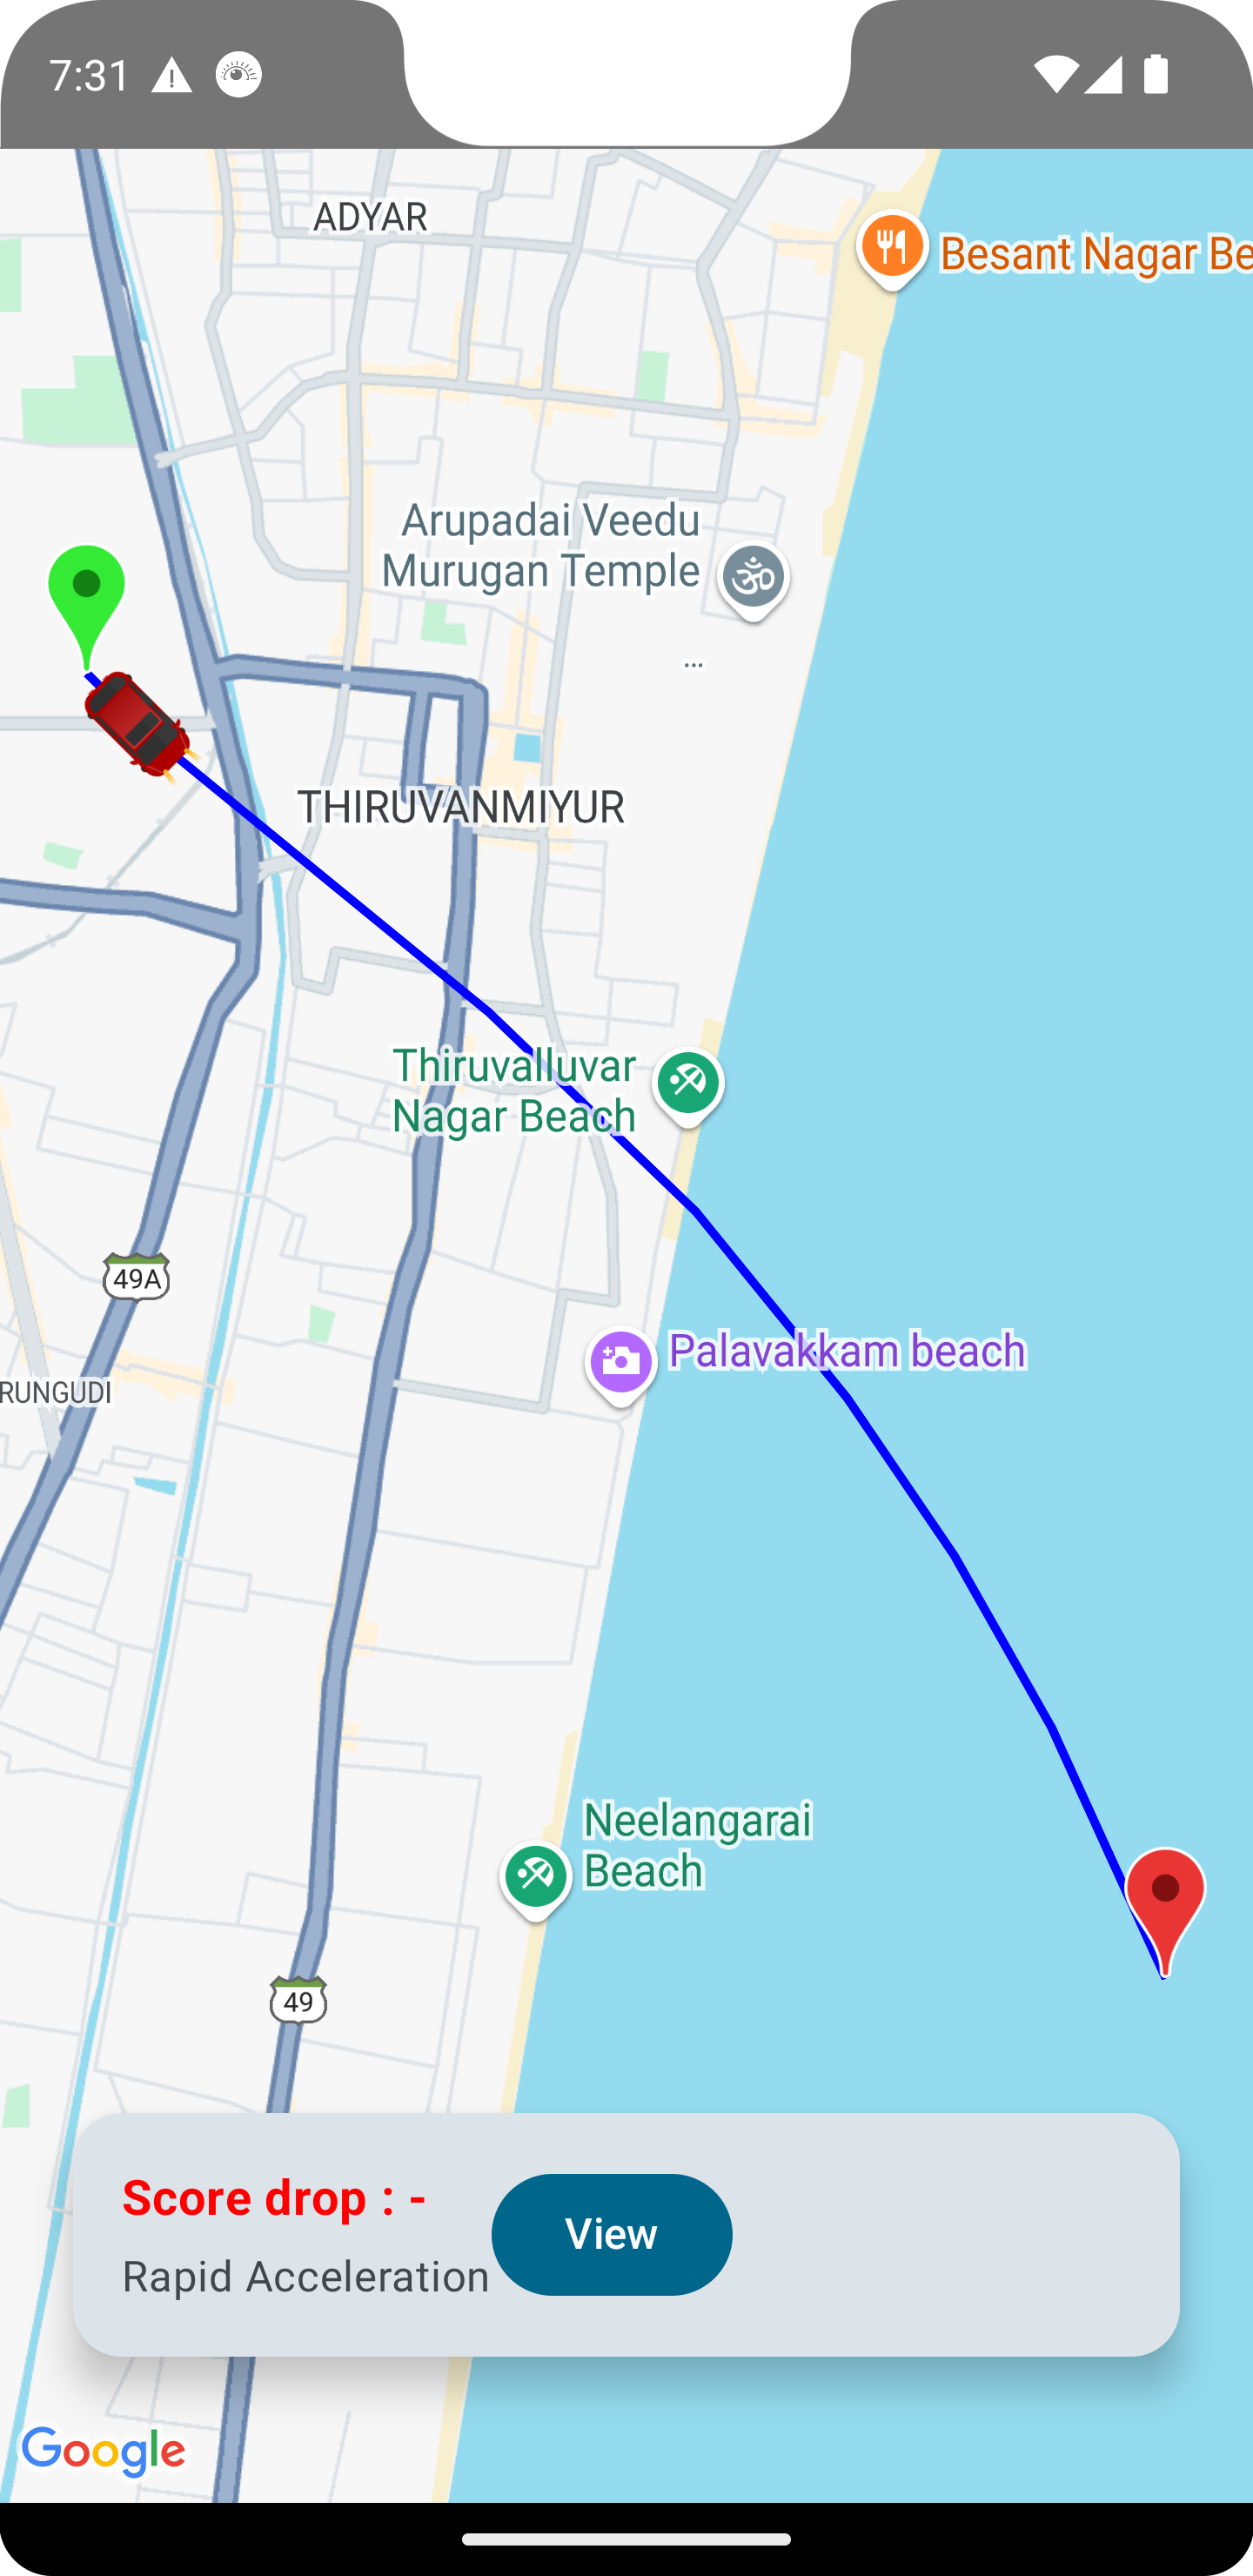 7:31
ADYAR
Besant Nagar Be
Arupadai Veedu
Murugan Temple
...
THIRUVANMIYUR
Thiruvalluvar
Nagar Beach
49A
Palavakkam beach
RUNGUDI
Neelangarai
Beach
49
Score drop : -
View
Rapid Acceleration
Google